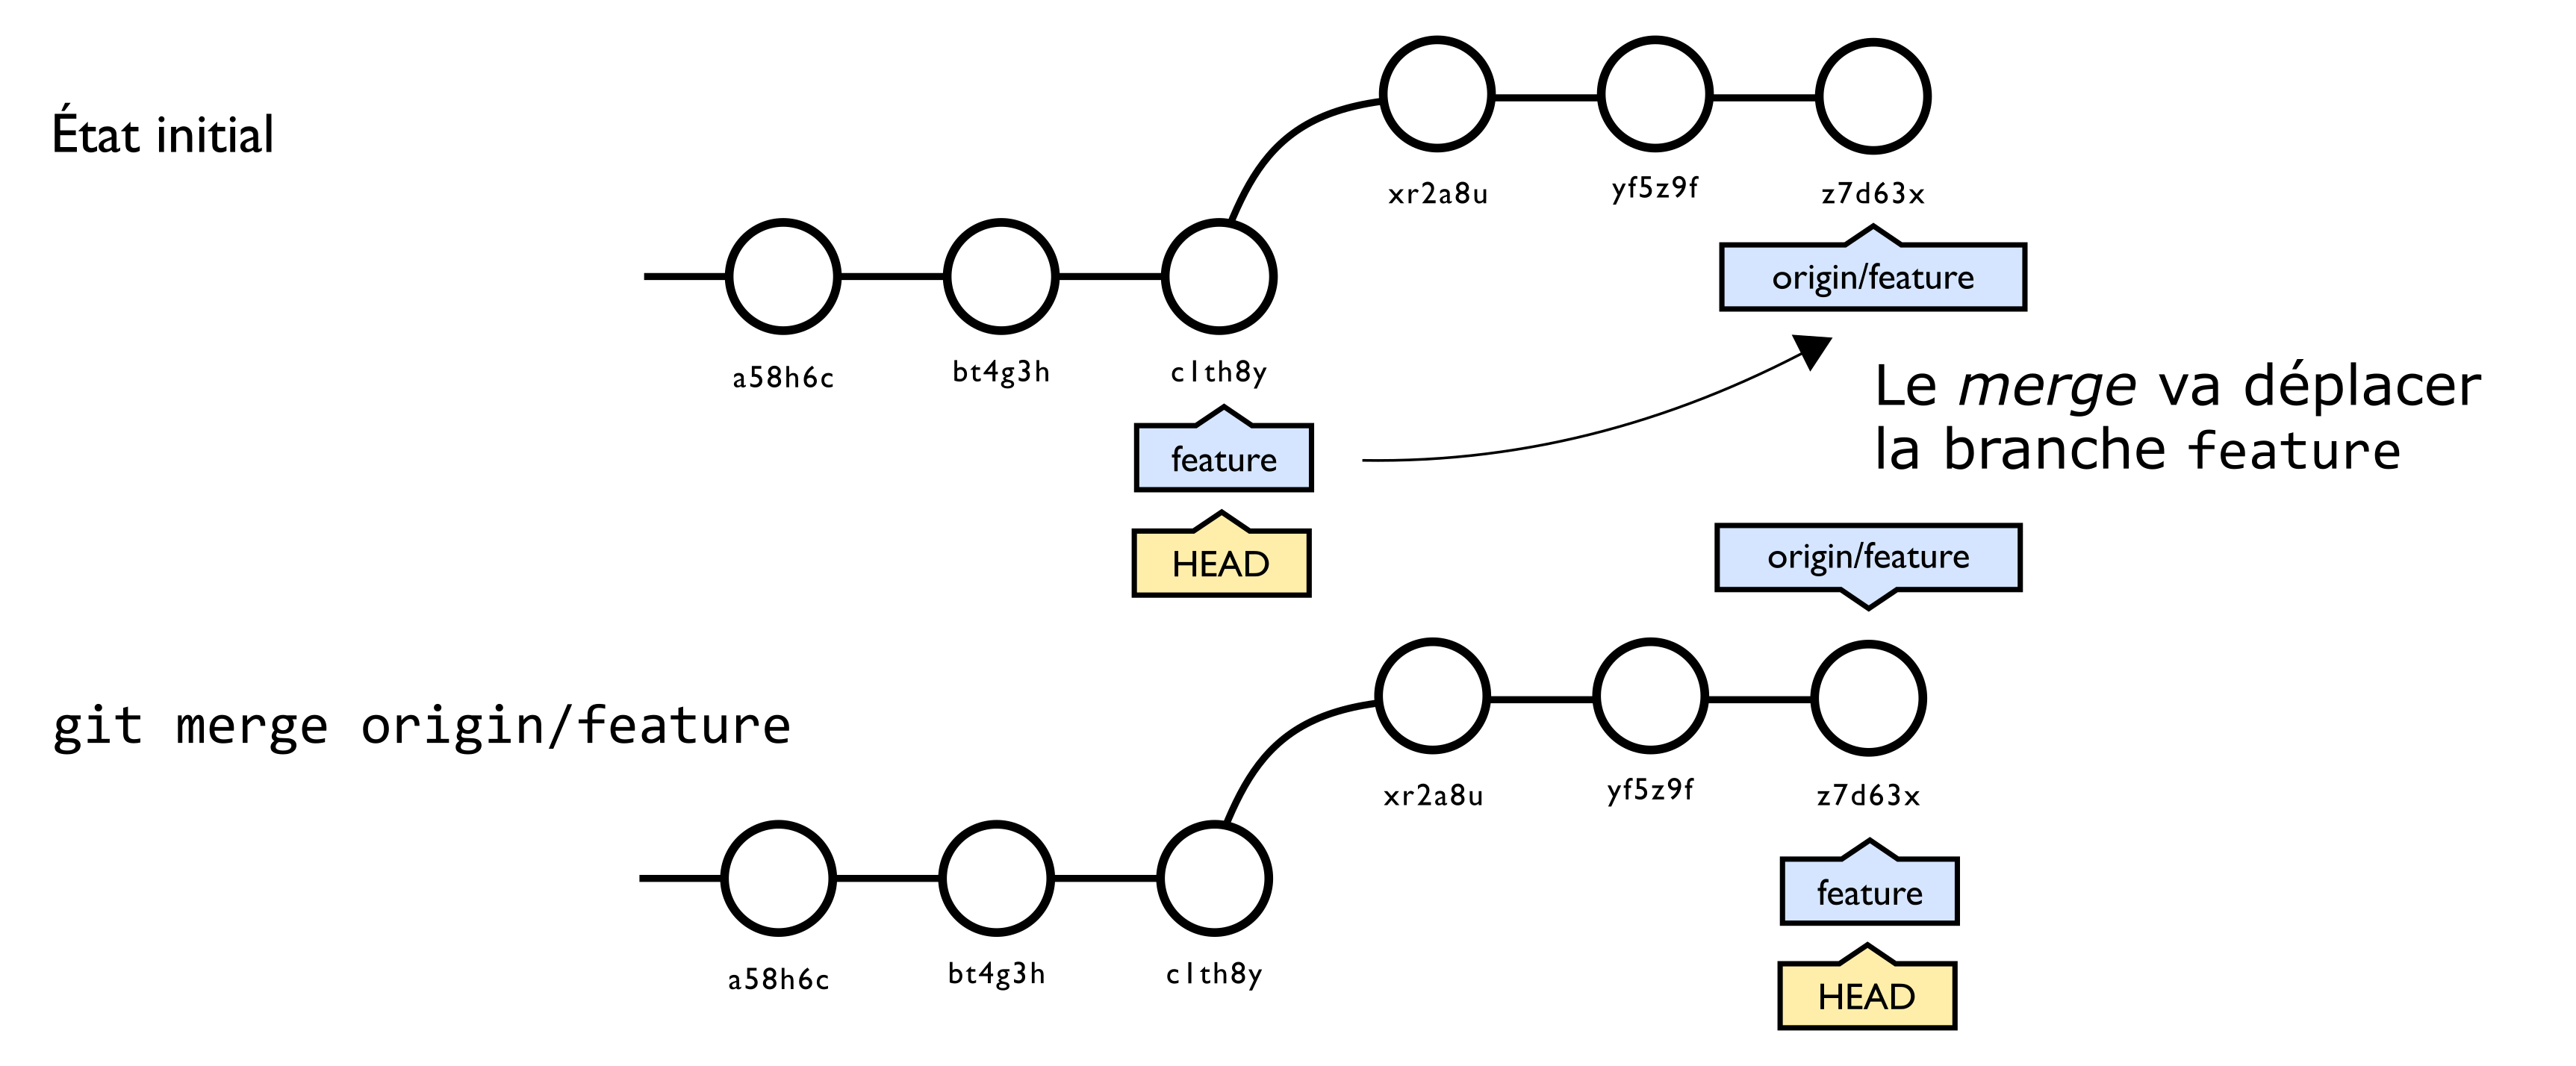 État initial
xr2a8u
yf5z9f
z7d63x
origin/feature
a58h6c
bt4g3h
c1th8y
feature
HEAD
Le merge va déplacer
la branche feature
origin/feature
git merge origin/feature
xr2a8u
yf5z9f
z7d63x
a58h6c
bt4g3h
c1th8y
feature
HEAD